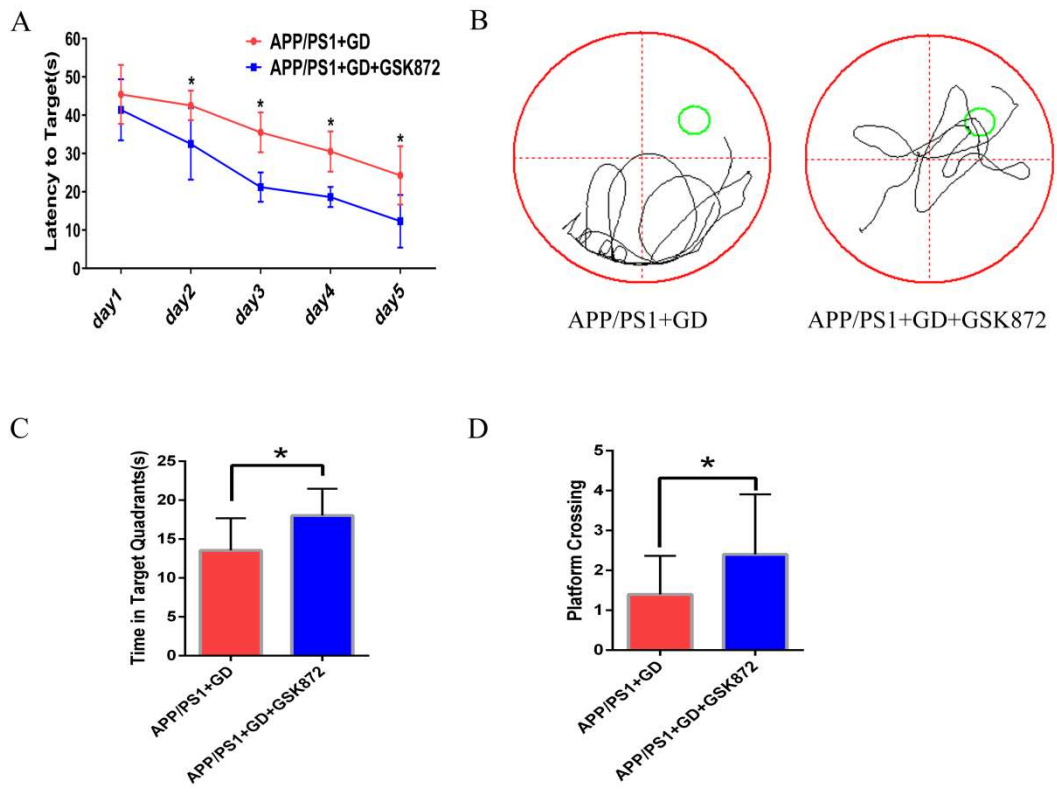 A
60
50
40
30
20
10
0
Latency to Target(s)
APP/PS1+GD
APP/PS1+GD+GSK872
*
*
*
*
day1
day2
day3
day4
day5
B
APP/PS1+GD
APP/PS1+GD+GSK872
C
25
20
15
10
5
0
Time in Target Quadrants(s)
*
APP/PS1+GD
APP/PS1+GD+GSK872
D
5
4
3
2
1
0
Platform Crossing
*
APP/PS1+GD
APP/PS1+GD+GSK872